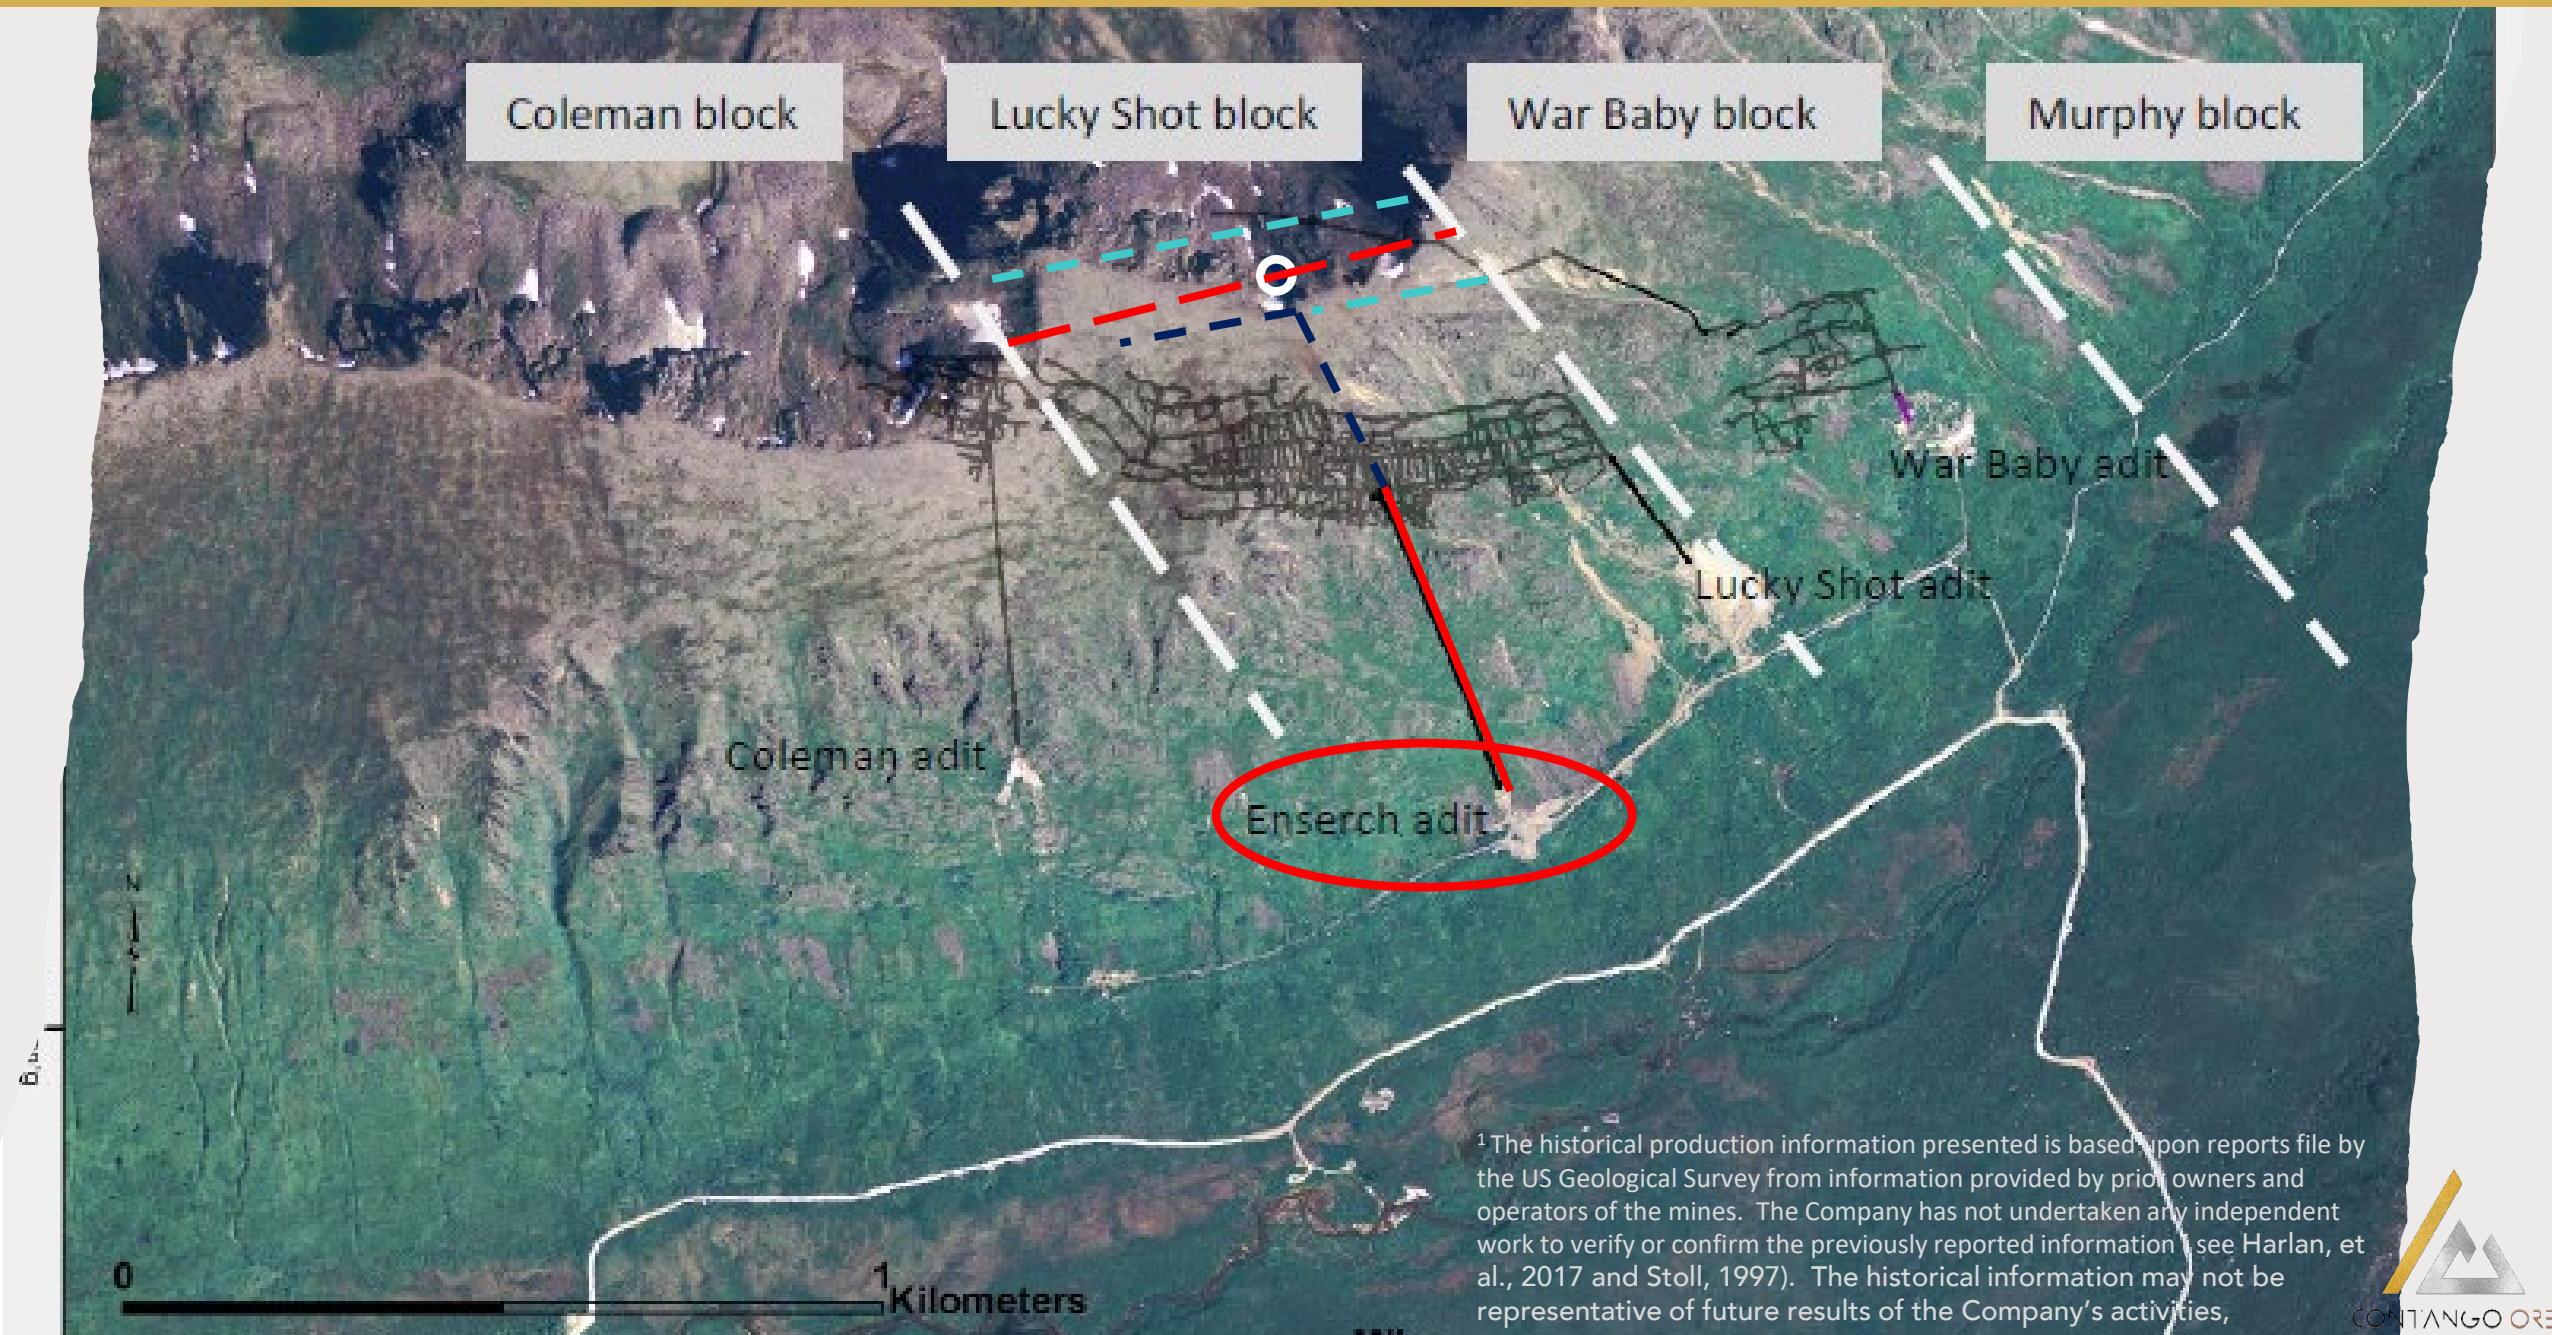 Coleman block
Lucky Shot block
War Baby block
Murphy block
War Baby adit
Lucky Shot adit
Coleman adit
Enserch adit
N
0
1
Kilometers
1 The historical production information presented is based upon reports file by
the US Geological Survey from information provided by prior owners and
operators of the mines. The Company has not undertaken any independent
work to verify or confirm the previously reported information see Harlan, et
al., 2017 and Stoll, 1997). The historical information may not be
representative of future results of the Company's activities,
CONTANGO ORE